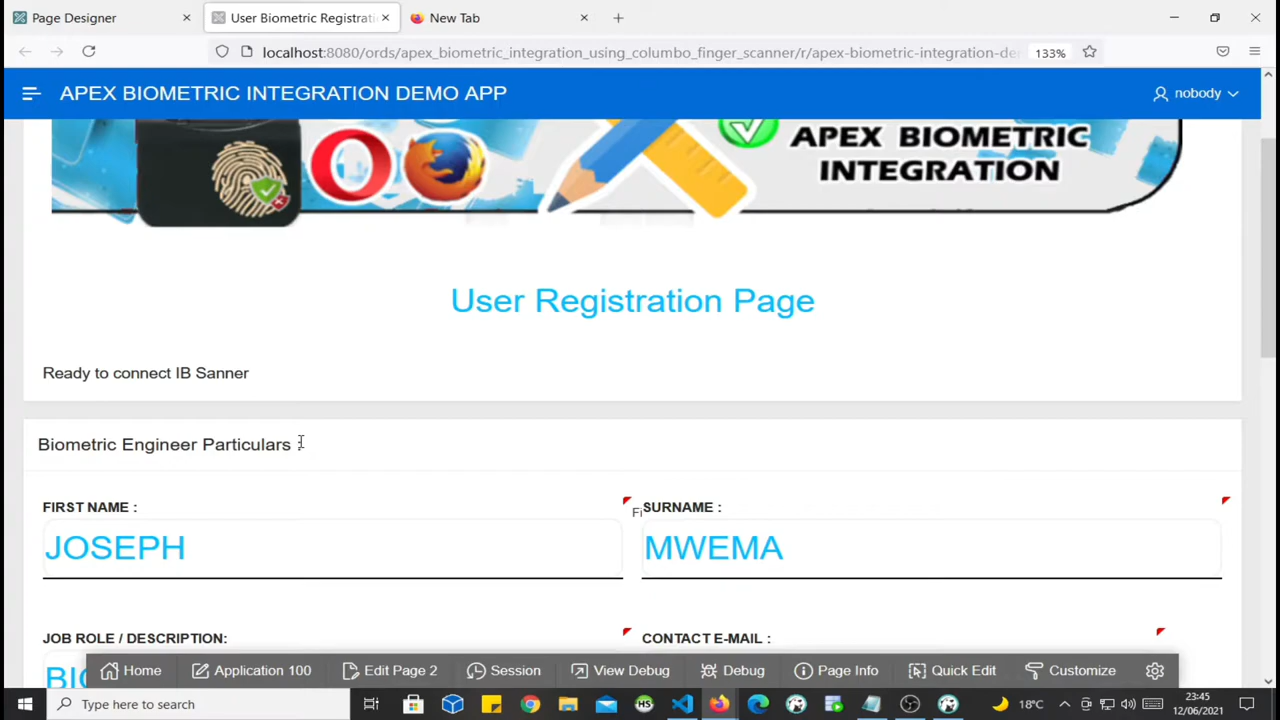 Page Designer
User Biometric Registrati
New Tab
localhost:8080/ords/apex_biometric_integration_using_columbo_finger_scanner/r/apex-biometric-integration-de
133%
APEX BIOMETRIC INTEGRATION DEMO APP
nobody
APEX BIOMETRIC
INTEGRATION
User Registration Page
Ready to connect IB Sanner
Biometric Engineer Particulars
FIRST NAME :
Fi
SURNAME :
JOSEPH
MWEMA
JOB ROLE / DESCRIPTION:
CONTACT E-MAIL :
Home
Application 100
Edit Page 2
Session
View Debug
Debug
Page Info
Quick Edit
Customize
Type here to search
HS
18°C
23:45
12/06/2021